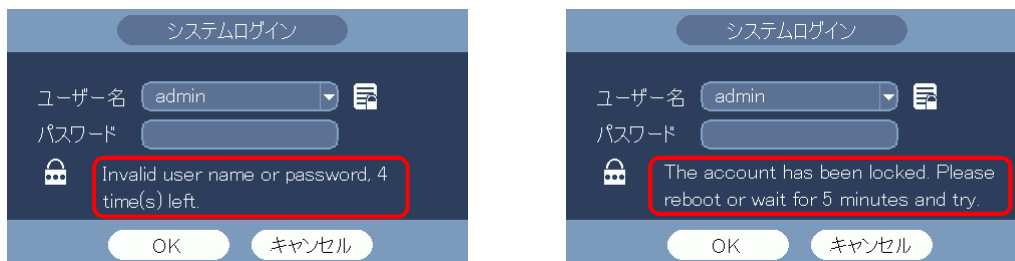 システムログイン
ユーザー名 admin
パスワード
Invalid user name or password, 4
time(s) left.
OK キャンセル
システムログイン
ユーザー名 admin
パスワード
The account has been locked. Please
reboot or wait for 5 minutes and try.
OK キャンセル